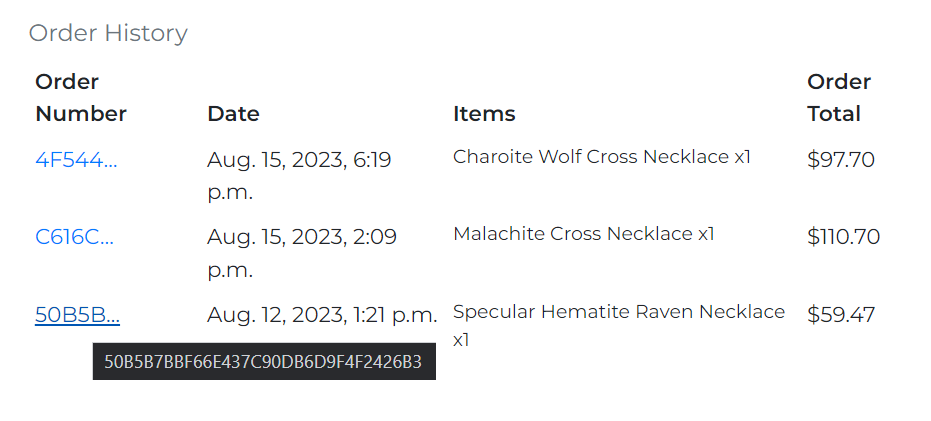 Order History
Order Number Date Items Order Total
4F544... Aug. 15, 2023, 6:19 p.m. Charoite Wolf Cross Necklace x1 $97.70
C616C... Aug. 15, 2023, 2:09 p.m. Malachite Cross Necklace x1 $110.70
50B5B... Aug. 12, 2023, 1:21 p.m. Specular Hematite Raven Necklace x1 $59.47
50B5B7BBF66E437C90DB6D9F4F2426B3